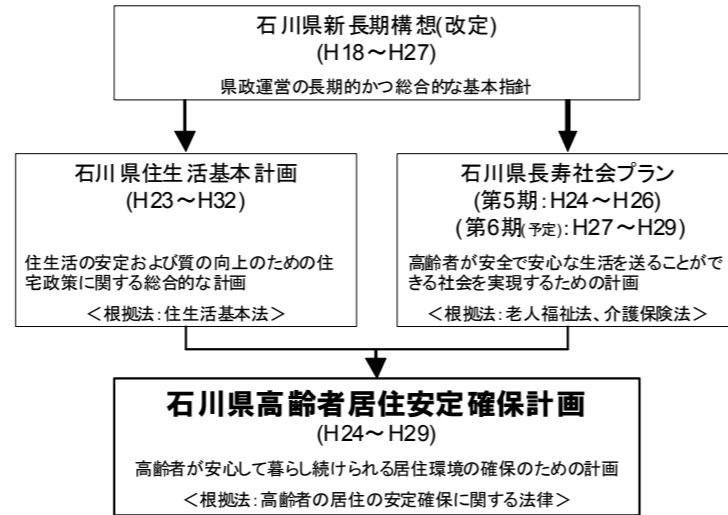 石川県新長期構想(改定)
(H18～H27)
県政運営の長期的かつ総合的な基本指針
石川県住生活基本計画
(H23～H32)
住生活の安定および質の向上のための住
宅政策に関する総合的な計画
＜根拠法：住生活基本法＞
石川県長寿社会プラン
(第5期：H24～H26)
(第6期(予定)：H27～H29)
高齢者が安全で安心な生活を送ることがで
きる社会を実現するための計画
＜根拠法：老人福祉法、介護保険法＞
石川県高齢者居住安定確保計画
(H24～H29)
高齢者が安心して暮らし続けられる居住環境の確保のための計画
＜根拠法：高齢者の居住の安定確保に関する法律＞